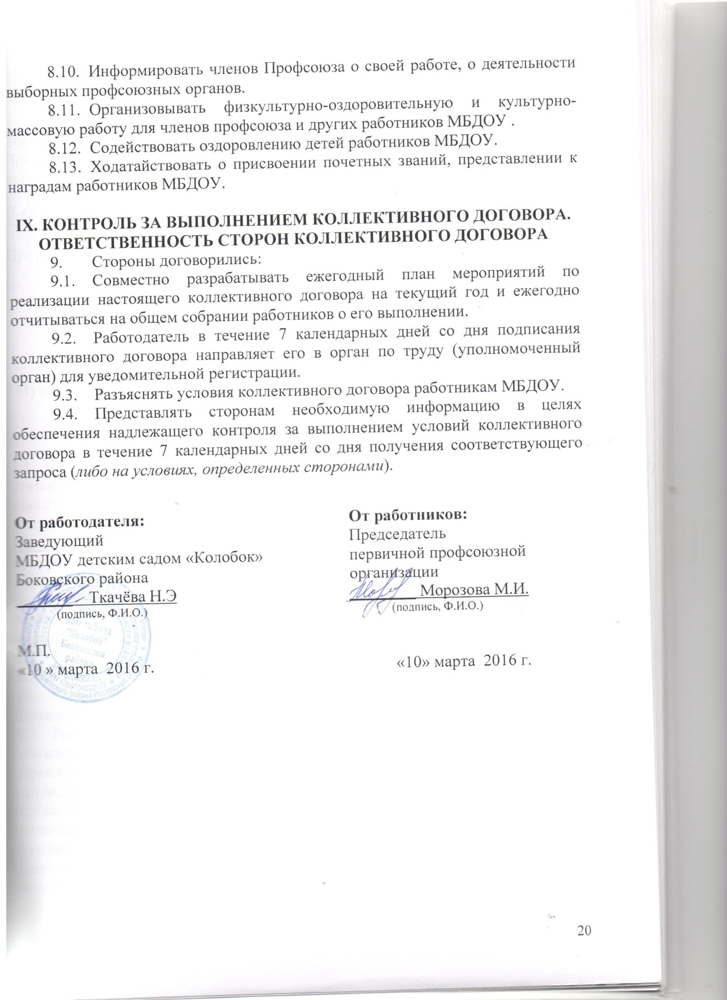 8.10. Информировать членов Профсоюза о своей работе, о деятельности
выборных профсоюзных органов.
8.11. Организовывать физкультурно-оздоровительную и культурно-
массовую работу для членов профсоюза и других работников МБДОУ .
8.12. Содействовать оздоровлению детей работников МБДОУ.
8.13. Ходатайствовать о присвоении почетных званий, представлении к
наградам работников МБДОУ.
IX. КОНТРОЛЬ ЗА ВЫПОЛНЕНИЕМ КОЛЛЕКТИВНОГО ДОГОВОРА.
ОТВЕТСТВЕННОСТЬ СТОРОН КОЛЛЕКТИВНОГО ДОГОВОРА
9. Стороны договорились:
9.1. Совместно разрабатывать ежегодный план мероприятий по
реализации настоящего коллективного договора на текущий год и ежегодно
отчитываться на общем собрании работников о его выполнении.
9.2. Работодатель в течение 7 календарных дней со дня подписания
коллективного договора направляет его в орган по труду (уполномоченный
орган) для уведомительной регистрации.
9.3. Разъяснять условия коллективного договора работникам МБДОУ.
9.4. Представлять сторонам необходимую информацию в целях
обеспечения надлежащего контроля за выполнением условий коллективного
договора в течение 7 календарных дней со дня получения соответствующего
запроса (либо на условиях, определенных сторонами).
От работодателя:
Заведующий
МБДОУ детским садом «Колобок»
Боковского района
Ткачёва Н.Э
(подпись, Ф.И.О.)
детский сад
"Колобок"
Боковского
района
М.П.
«10 » марта 2016 г.
От работников:
Председатель
первичной профсоюзной
организации
Морозова М.И.
(подпись, Ф.И.О.)
«10» марта 2016 г.
20